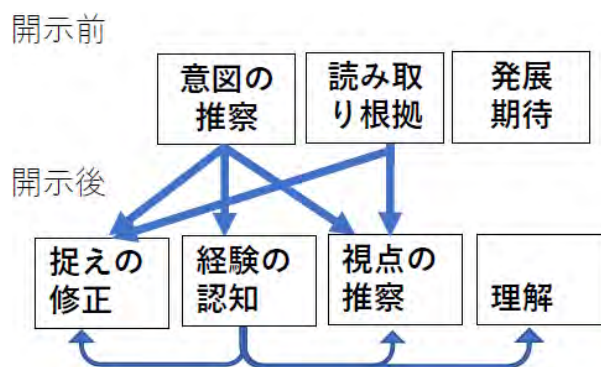 開示前
意図の
推察
読み取
り根拠
発展
期待
開示後
捉えの
修正
経験の
認知
視点の
推察
理解